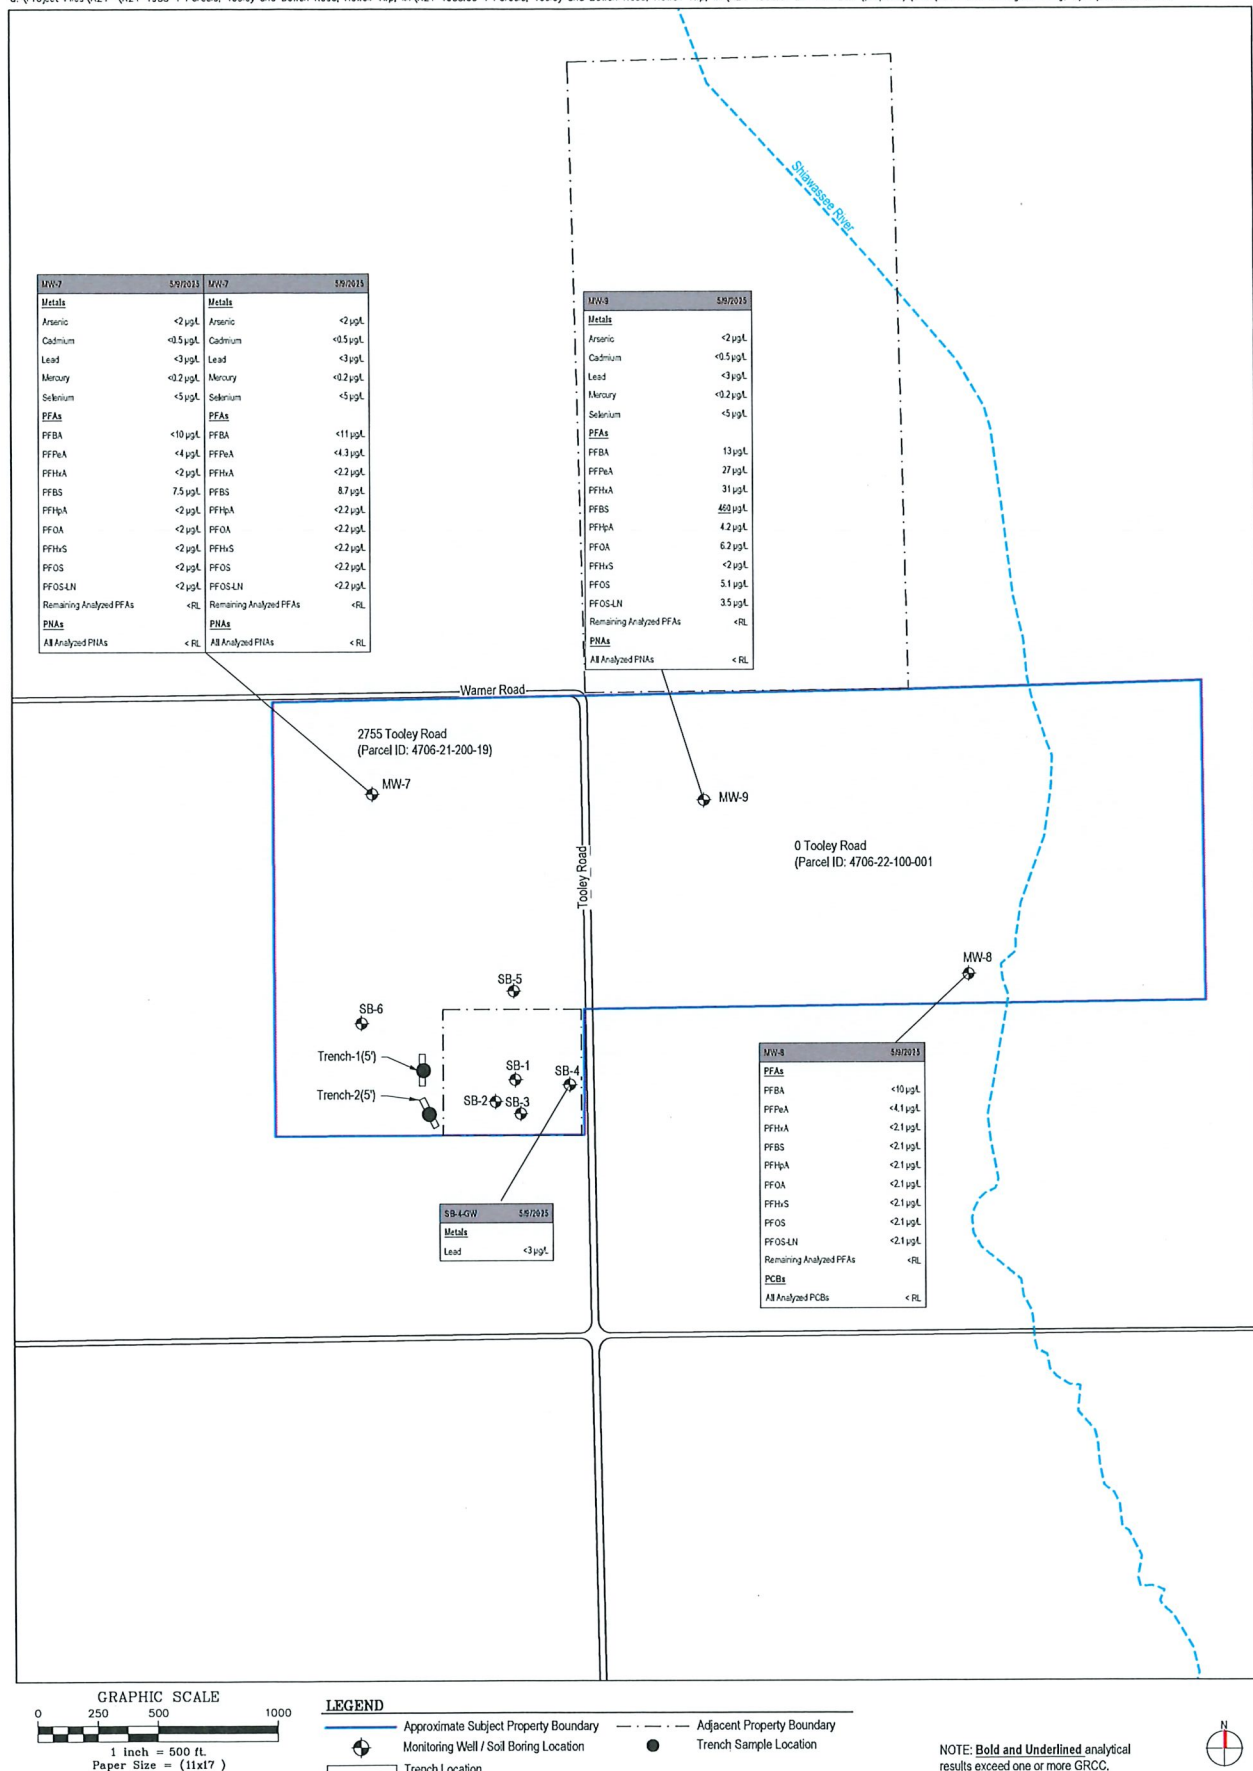 Shiawassee River
MW-7 5/9/2025 MW-7 5/9/2025
Metals Metals
Arsenic <2 µg/L Arsenic <2 µg/L
Cadmium <0.5 µg/L Cadmium <0.5 µg/L
Lead <3 µg/L Lead <3 µg/L
Mercury <0.2 µg/L Mercury <0.2 µg/L
Selenium <5 µg/L Selenium <5 µg/L
PFAs PFAs
PFBA <10 µg/L PFBA <11 µg/L
PFPeA <4 µg/L PFPeA <4.3 µg/L
PFHxA <2 µg/L PFHxA <2.2 µg/L
PFBS 7.5 µg/L PFBS 8.7 µg/L
PFHpA <2 µg/L PFHpA <2.2 µg/L
PFOA <2 µg/L PFOA <2.2 µg/L
PFHxS <2 µg/L PFHxS <2.2 µg/L
PFOS <2 µg/L PFOS <2.2 µg/L
PFOS-LN <2 µg/L PFOS-LN <2.2 µg/L
Remaining Analyzed PFAs <RL Remaining Analyzed PFAs <RL
PNAs PNAs
All Analyzed PNAs < RL All Analyzed PNAs < RL
MW-9 5/9/2025
Metals
Arsenic <2 µg/L
Cadmium <0.5 µg/L
Lead <3 µg/L
Mercury <0.2 µg/L
Selenium <5 µg/L
PFAs
PFBA 13 µg/L
PFPeA 27 µg/L
PFHxA 31 µg/L
PFBS 460 µg/L
PFHpA 4.2 µg/L
PFOA 6.2 µg/L
PFHxS <2 µg/L
PFOS 5.1 µg/L
PFOS-LN 3.5 µg/L
Remaining Analyzed PFAs <RL
PNAs
All Analyzed PNAs < RL
Warner Road
2755 Tooley Road
(Parcel ID: 4706-21-200-19)
MW-7
MW-9
Tooley Road
0 Tooley Road
(Parcel ID: 4706-22-100-001
MW-8
SB-5
SB-6
Trench-1(5')
SB-1
SB-4
Trench-2(5')
SB-2
SB-3
MW-8 5/9/2025
PFAs
PFBA <10 µg/L
PFPeA <4.1 µg/L
PFHxA <2.1 µg/L
PFBS <2.1 µg/L
PFHpA <2.1 µg/L
PFOA <2.1 µg/L
PFHxS <2.1 µg/L
PFOS <2.1 µg/L
PFOS-LN <2.1 µg/L
Remaining Analyzed PFAs <RL
PCBs
All Analyzed PCBs < RL
SB-4-GW 5/9/2025
Metals
Lead <3 µg/L
GRAPHIC SCALE
0 250 500 1000
1 inch = 500 ft.
Paper Size = (11x17 )
LEGEND
Approximate Subject Property Boundary
Adjacent Property Boundary
Monitoring Well / Soil Boring Location
Trench Sample Location
Trench Location
NOTE: Bold and Underlined analytical
results exceed one or more GRCC.
N